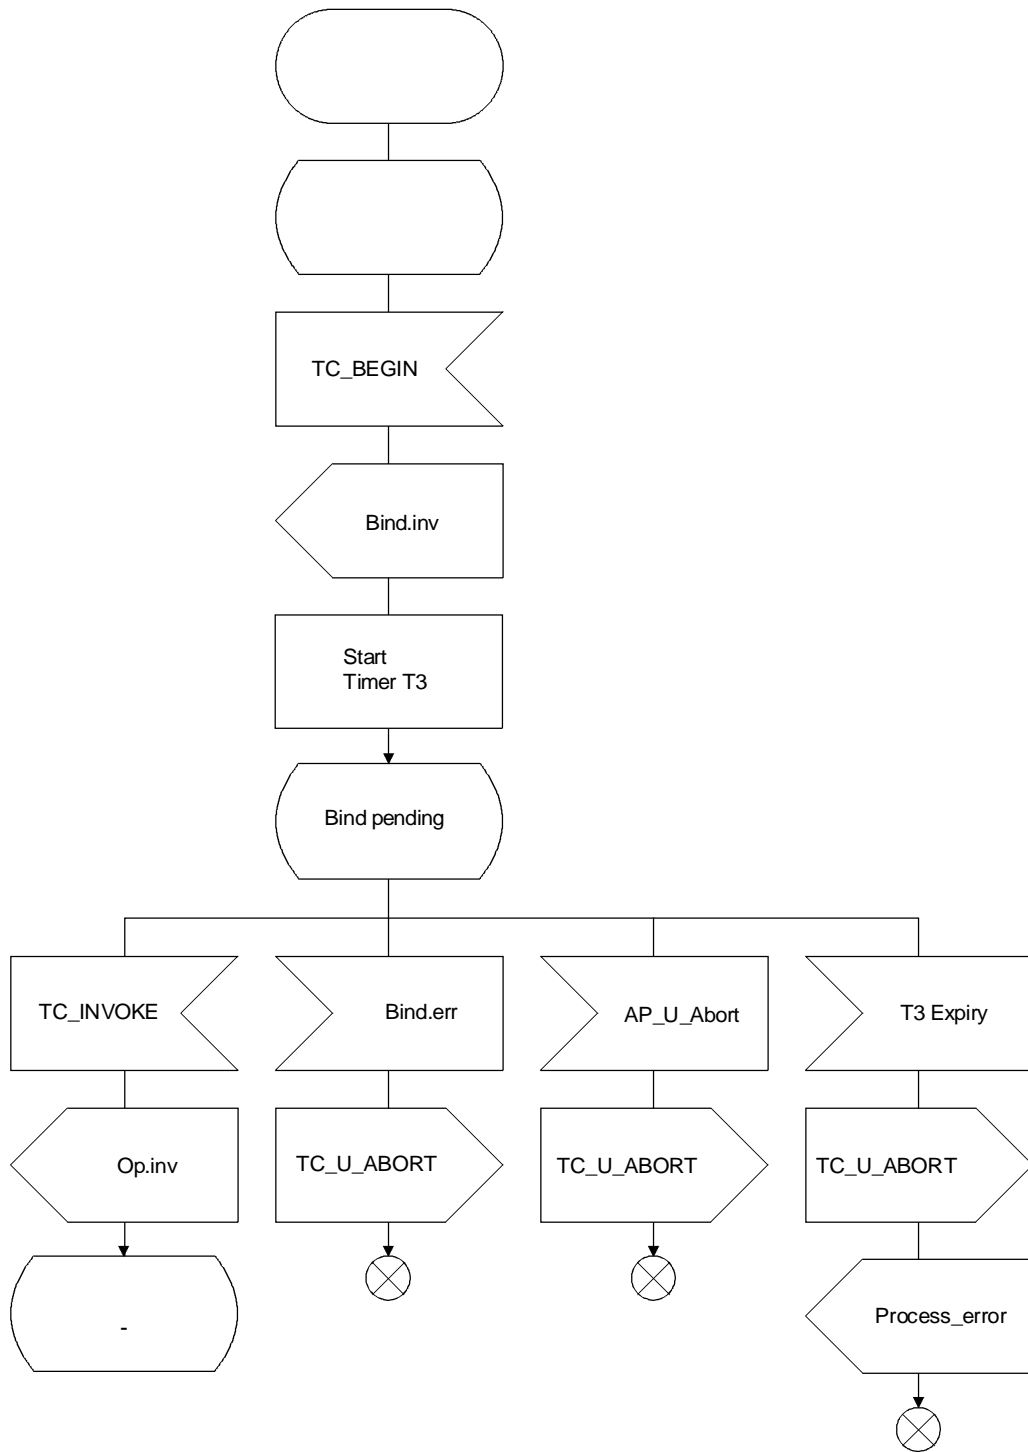 TC_BEGIN
Bind.inv
Start
Timer T3
Bind pending
TC_INVOKE
Bind.err
AP_U_Abort
T3 Expiry
Op.inv
TC_U_ABORT
TC_U_ABORT
TC_U_ABORT
-
Process_error